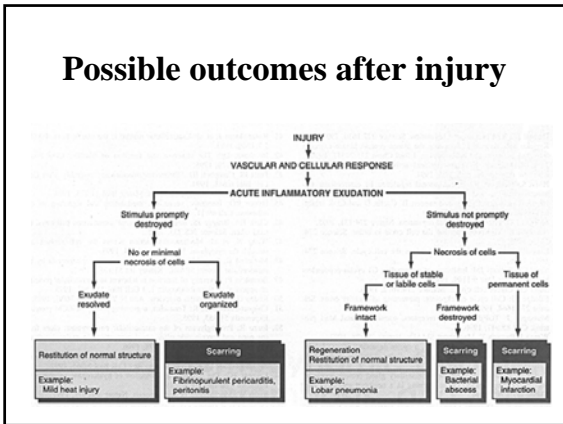 Possible outcomes after injury
INJURY
VASCULAR AND CELLULAR RESPONSE
ACUTE INFLAMMATORY EXUDATION
Stimulus promptly
destroyed
No or minimal
necrosis of cells
Exudate
resolved
Exudate
organized
Restitution of normal structure
Example:
Mild heat injury
Scarring
Example:
Fibrinopurulent pericarditis,
peritonitis
Stimulus not promptly
destroyed
Necrosis of cells
Tissue of stable
or labile cells
Tissue of
permanent cells
Framework
intact
Framework
destroyed
Regeneration
Restitution of normal structure
Example:
Lobar pneumonia
Scarring
Example:
Bacterial
abscess
Scarring
Example:
Myocardial
infarction